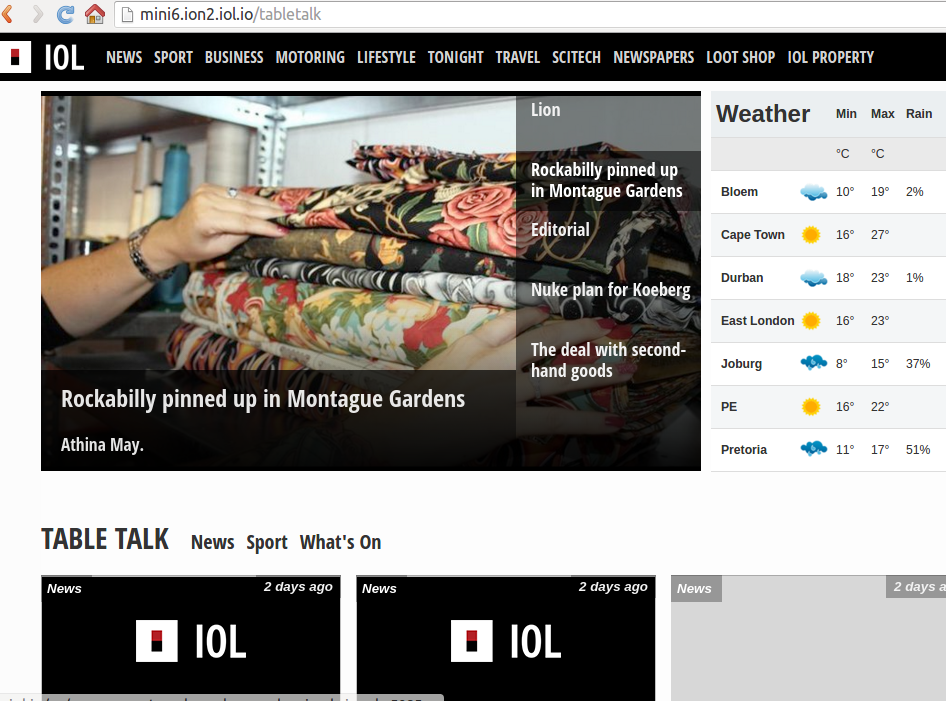 mini6.ion2.iol.io/tabletalk
IOL NEWS SPORT BUSINESS MOTORING LIFESTYLE TONIGHT TRAVEL SCITECH NEWSPAPERS LOOT SHOP IOL PROPERTY
Lion
Rockabilly pinned up
in Montague Gardens
Editorial
Nuke plan for Koeberg
The deal with second-
hand goods
Rockabilly pinned up in Montague Gardens
Athina May.
Weather Min Max Rain
°C °C
Bloem 10° 19° 2%
Cape Town 16° 27°
Durban 18° 23° 1%
East London 16° 23°
Joburg 8° 15° 37%
PE 16° 22°
Pretoria 11° 17° 51%
TABLE TALK News Sport What's On
News 2 days ago News 2 days ago News 2 days a
IOL IOL